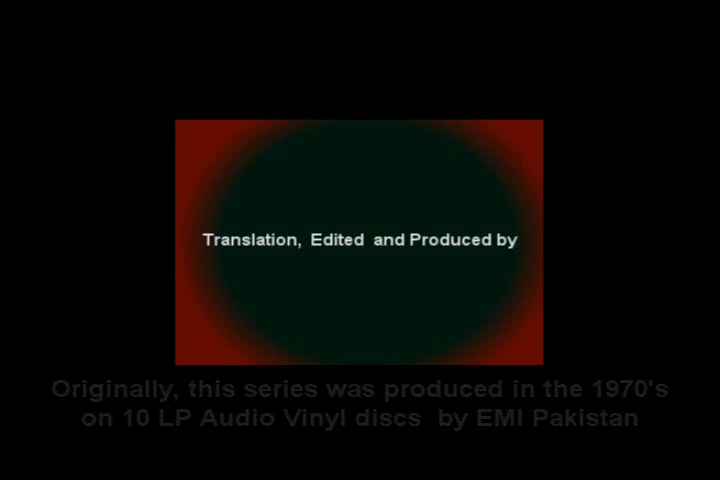 Translation, Edited and Produced by
Originally, this series was produced in the 1970's
on 10 LP Audio Vinyl discs by EMI Pakistan